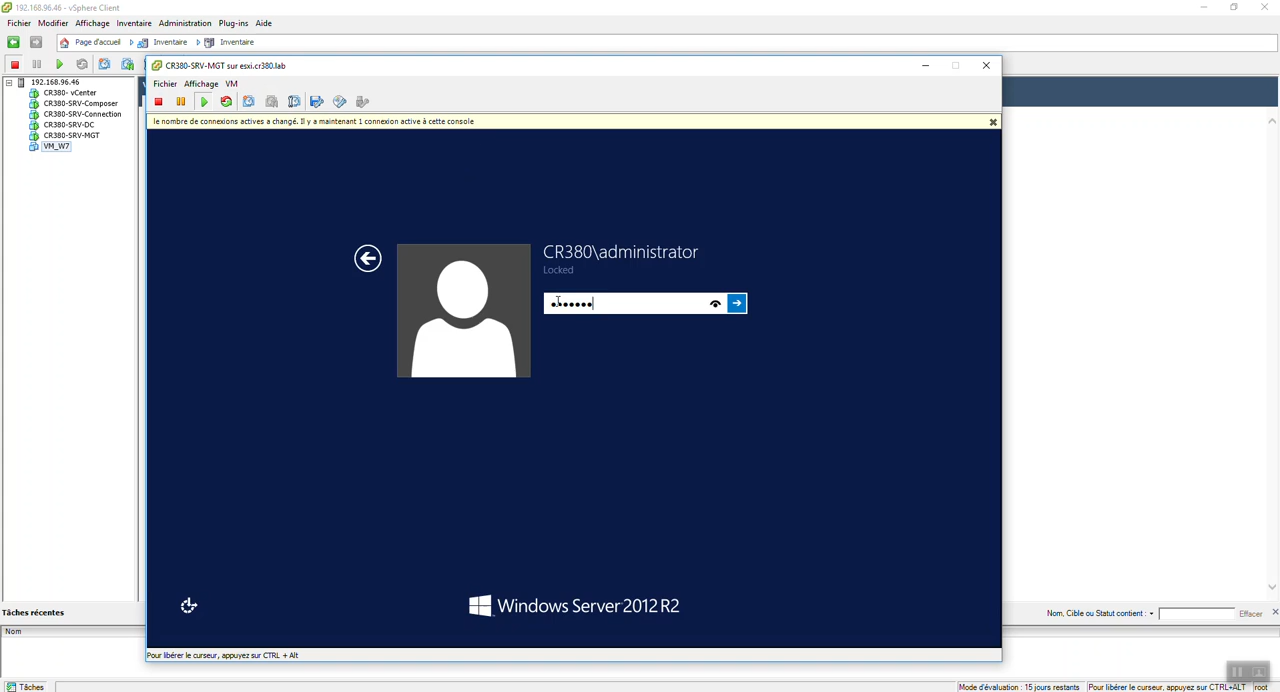 192.168.96.46 - vSphere Client
Fichier Modifier Affichage Inventaire Administration Plug-ins Aide
Page d'accueil Inventaire Inventaire
192.168.96.46
CR380- vCenter
CR380-SRV-Composer
CR380-SRV-Connection
CR380-SRV-DC
CR380-SRV-MGT
VM_W7
CR380-SRV-MGT sur esxi.cr380.lab
Fichier Affichage VM
le nombre de connexions actives a changé. Il y a maintenant 1 connexion active à cette console
CR380\administrator
Locked
Windows Server 2012 R2
Pour libérer le curseur, appuyez sur CTRL + Alt
Tâches récentes
Nom, Cible ou Statut contient :
Effacer
Nom
Tâches
Mode d'évaluation : 15 jours restants
Pour libérer le curseur, appuyez sur CTRL+ALT
root